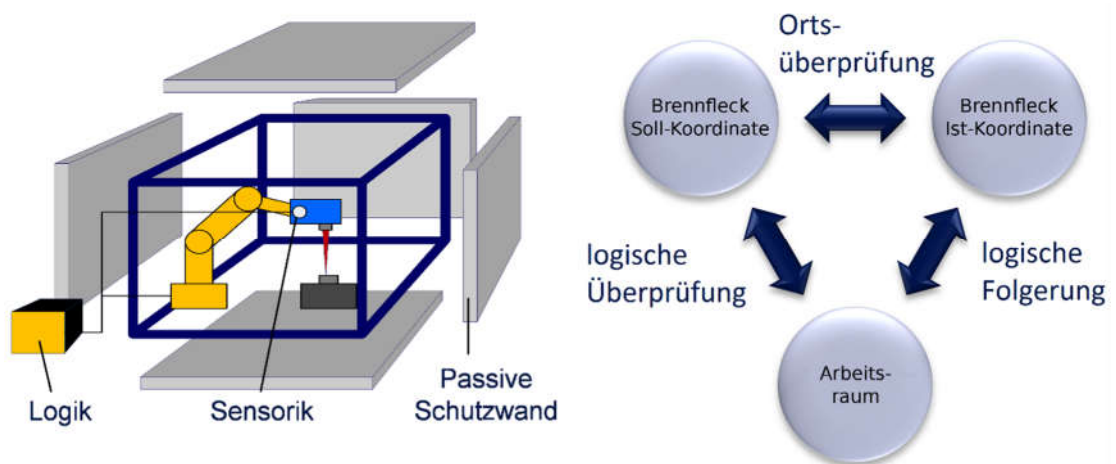 Logik
Sensorik
Passive
Schutzwand
Orts-
überprüfung
Brennfleck
Soll-Koordinate
Brennfleck
Ist-Koordinate
logische
Überprüfung
logische
Folgerung
Arbeits-
raum